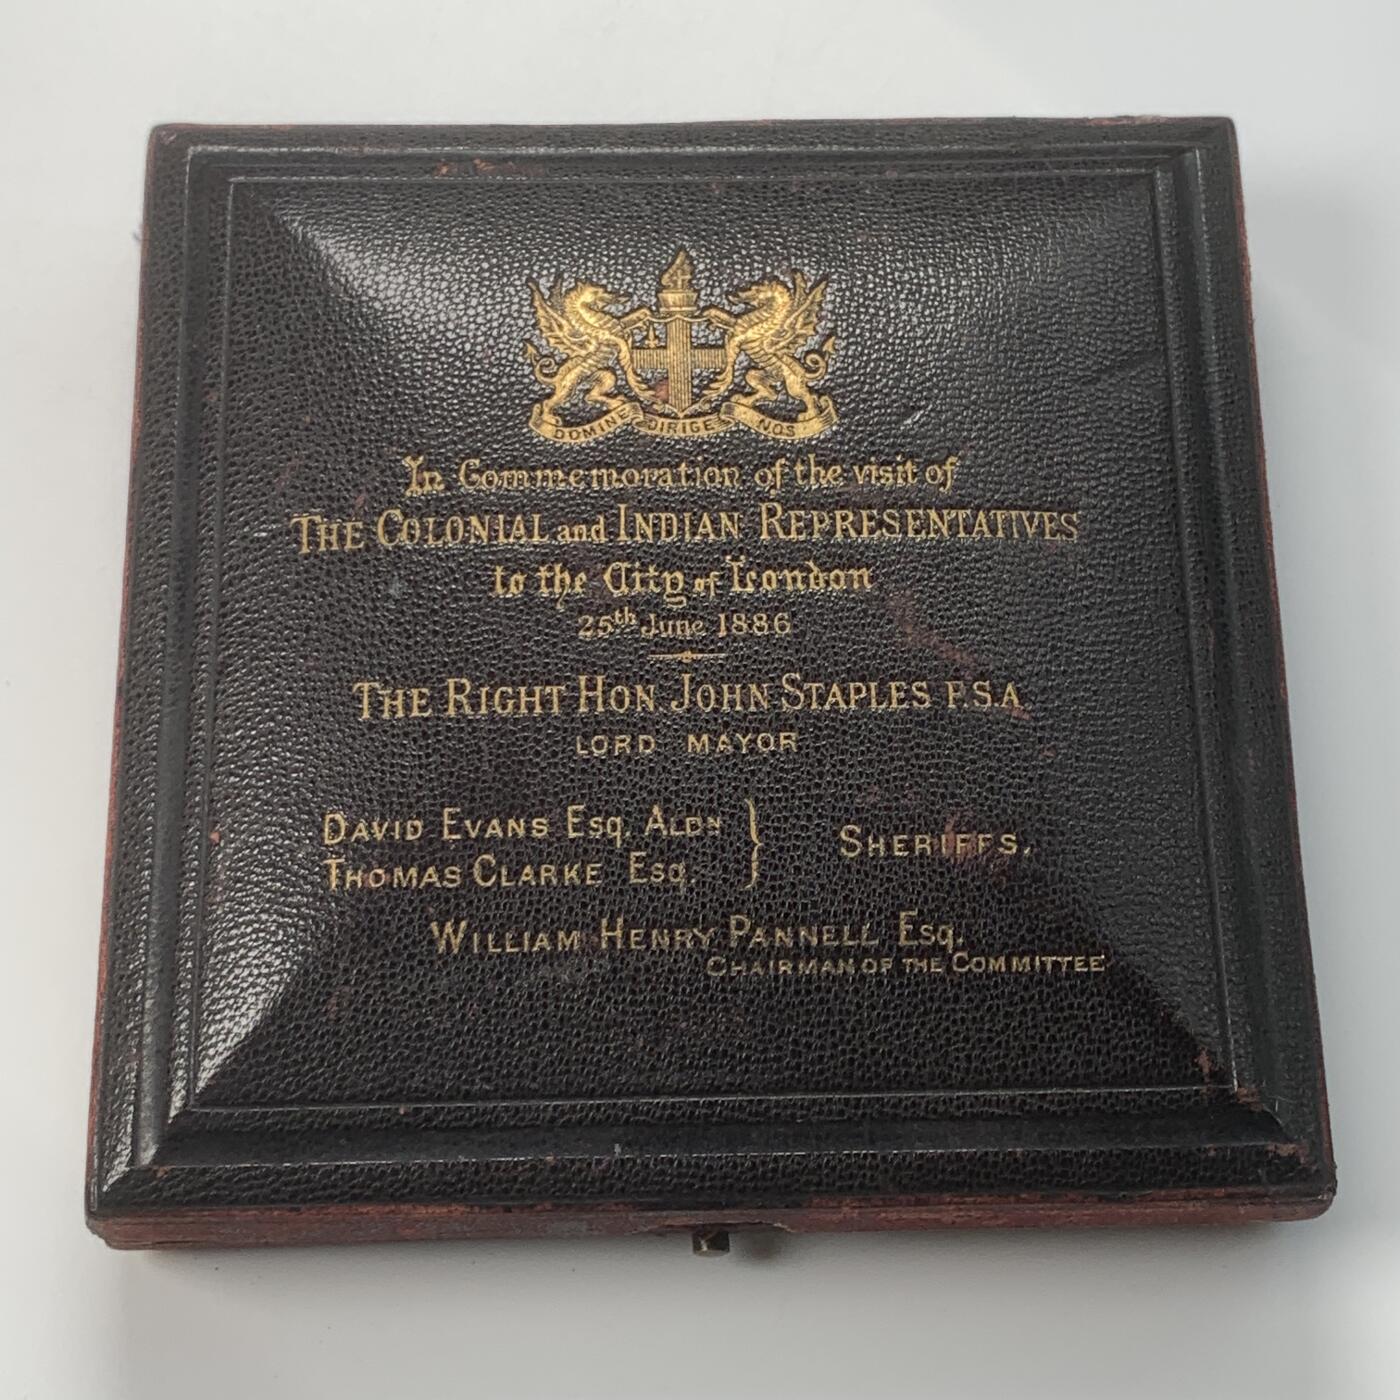 DOMINE DIRIGE NOS
In Commemoration of the visit of
THE COLONIAL and INDIAN REPRESENTATIVES
to the City of London
25th June 1886
THE RIGHT HON. JOHN STAPLES F.S.A.
LORD MAYOR
DAVID EVANS Esq. ALDN
THOMAS CLARKE Esq.
SHERIFFS.
WILLIAM HENRY PANNELL Esq.
CHAIRMAN OF THE COMMITTEE